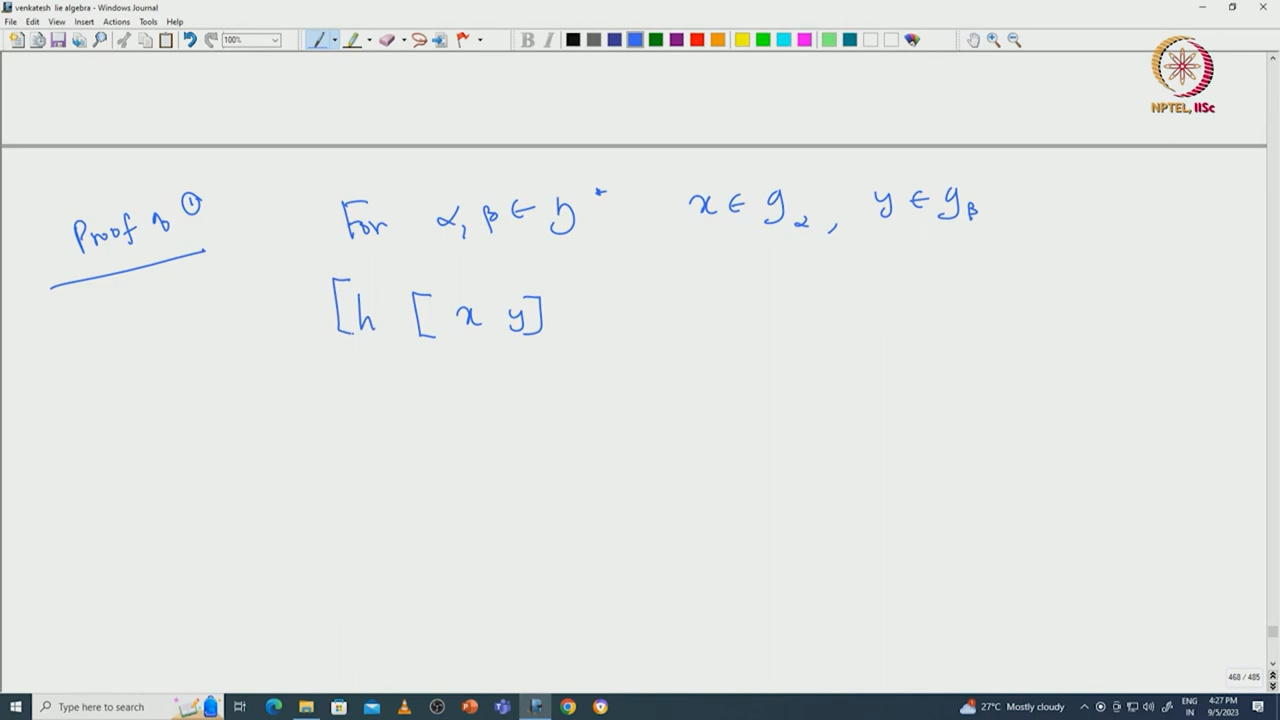 venkatesh lie algebra - Windows Journal
File Edit View Insert Actions Tools Help
100%
NPTEL, IISc
Proof of ① For α, β ∈ 𝔥* x ∈ g_α, y ∈ g_β
[h [x y]
468 / 485
Type here to search
27°C Mostly cloudy
ENG
IN
4:27 PM
9/5/2023